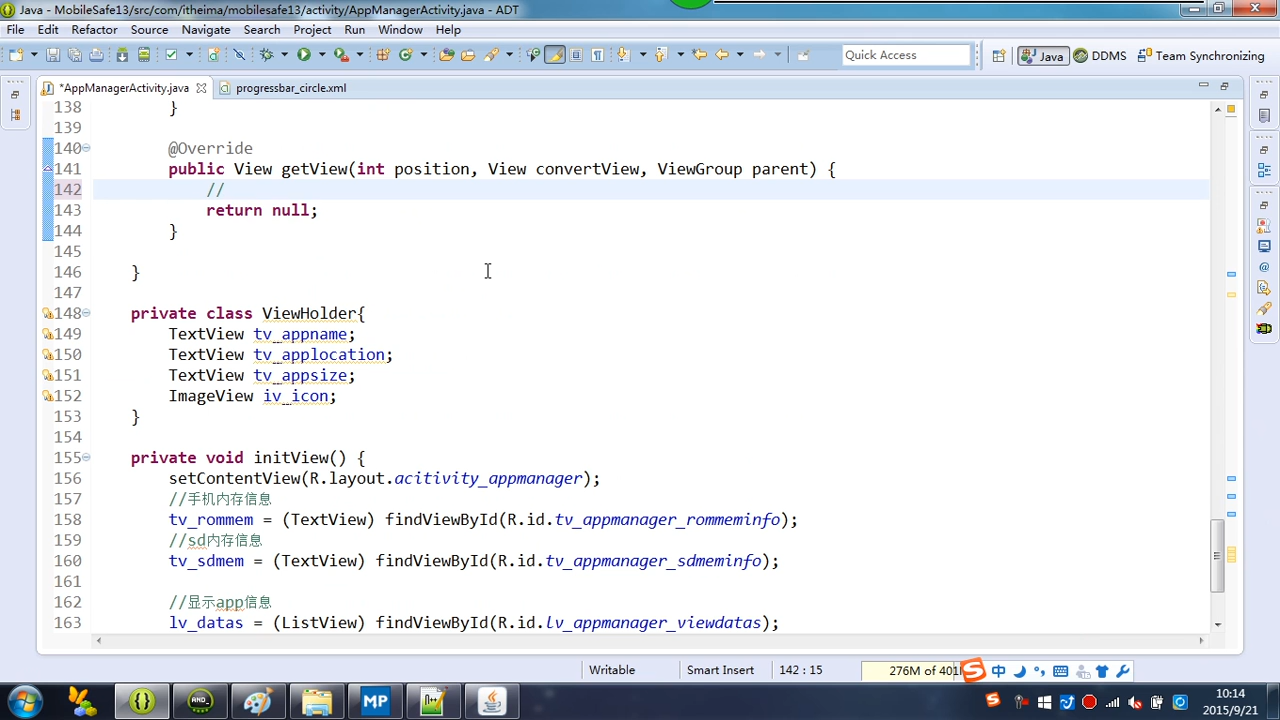 Java - MobileSafe13/src/com/itheima/mobilesafe13/activity/AppManagerActivity.java - ADT
File Edit Refactor Source Navigate Search Project Run Window Help
Quick Access Java DDMS Team Synchronizing
*AppManagerActivity.java progressbar_circle.xml
138 }
139
140 @Override
141 public View getView(int position, View convertView, ViewGroup parent) {
142 //
143 return null;
144 }
145
146 }
147
148 private class ViewHolder{
149 TextView tv_appname;
150 TextView tv_applocation;
151 TextView tv_appsize;
152 ImageView iv_icon;
153 }
154
155 private void initView() {
156 setContentView(R.layout.acitivity_appmanager);
157 //手机内存信息
158 tv_rommem = (TextView) findViewById(R.id.tv_appmanager_rommeminfo);
159 //sd内存信息
160 tv_sdmem = (TextView) findViewById(R.id.tv_appmanager_sdmeminfo);
161
162 //显示app信息
163 lv_datas = (ListView) findViewById(R.id.lv_appmanager_viewdatas);
Writable Smart Insert 142 : 15 276M of 401 中
MP
10:14
2015/9/21